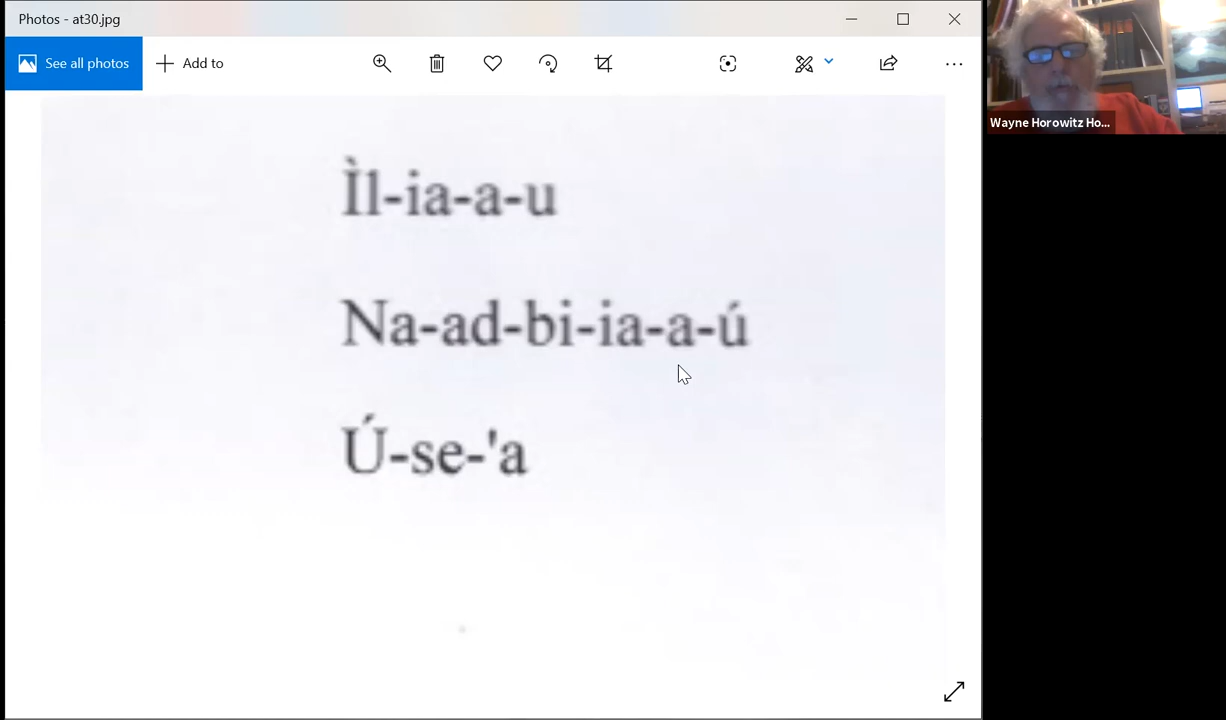 Photos - at30.jpg
See all photos
Add to
Wayne Horowitz Ho...
Ìl-ia-a-u
Na-ad-bi-ia-a-ú
Ú-se-'a